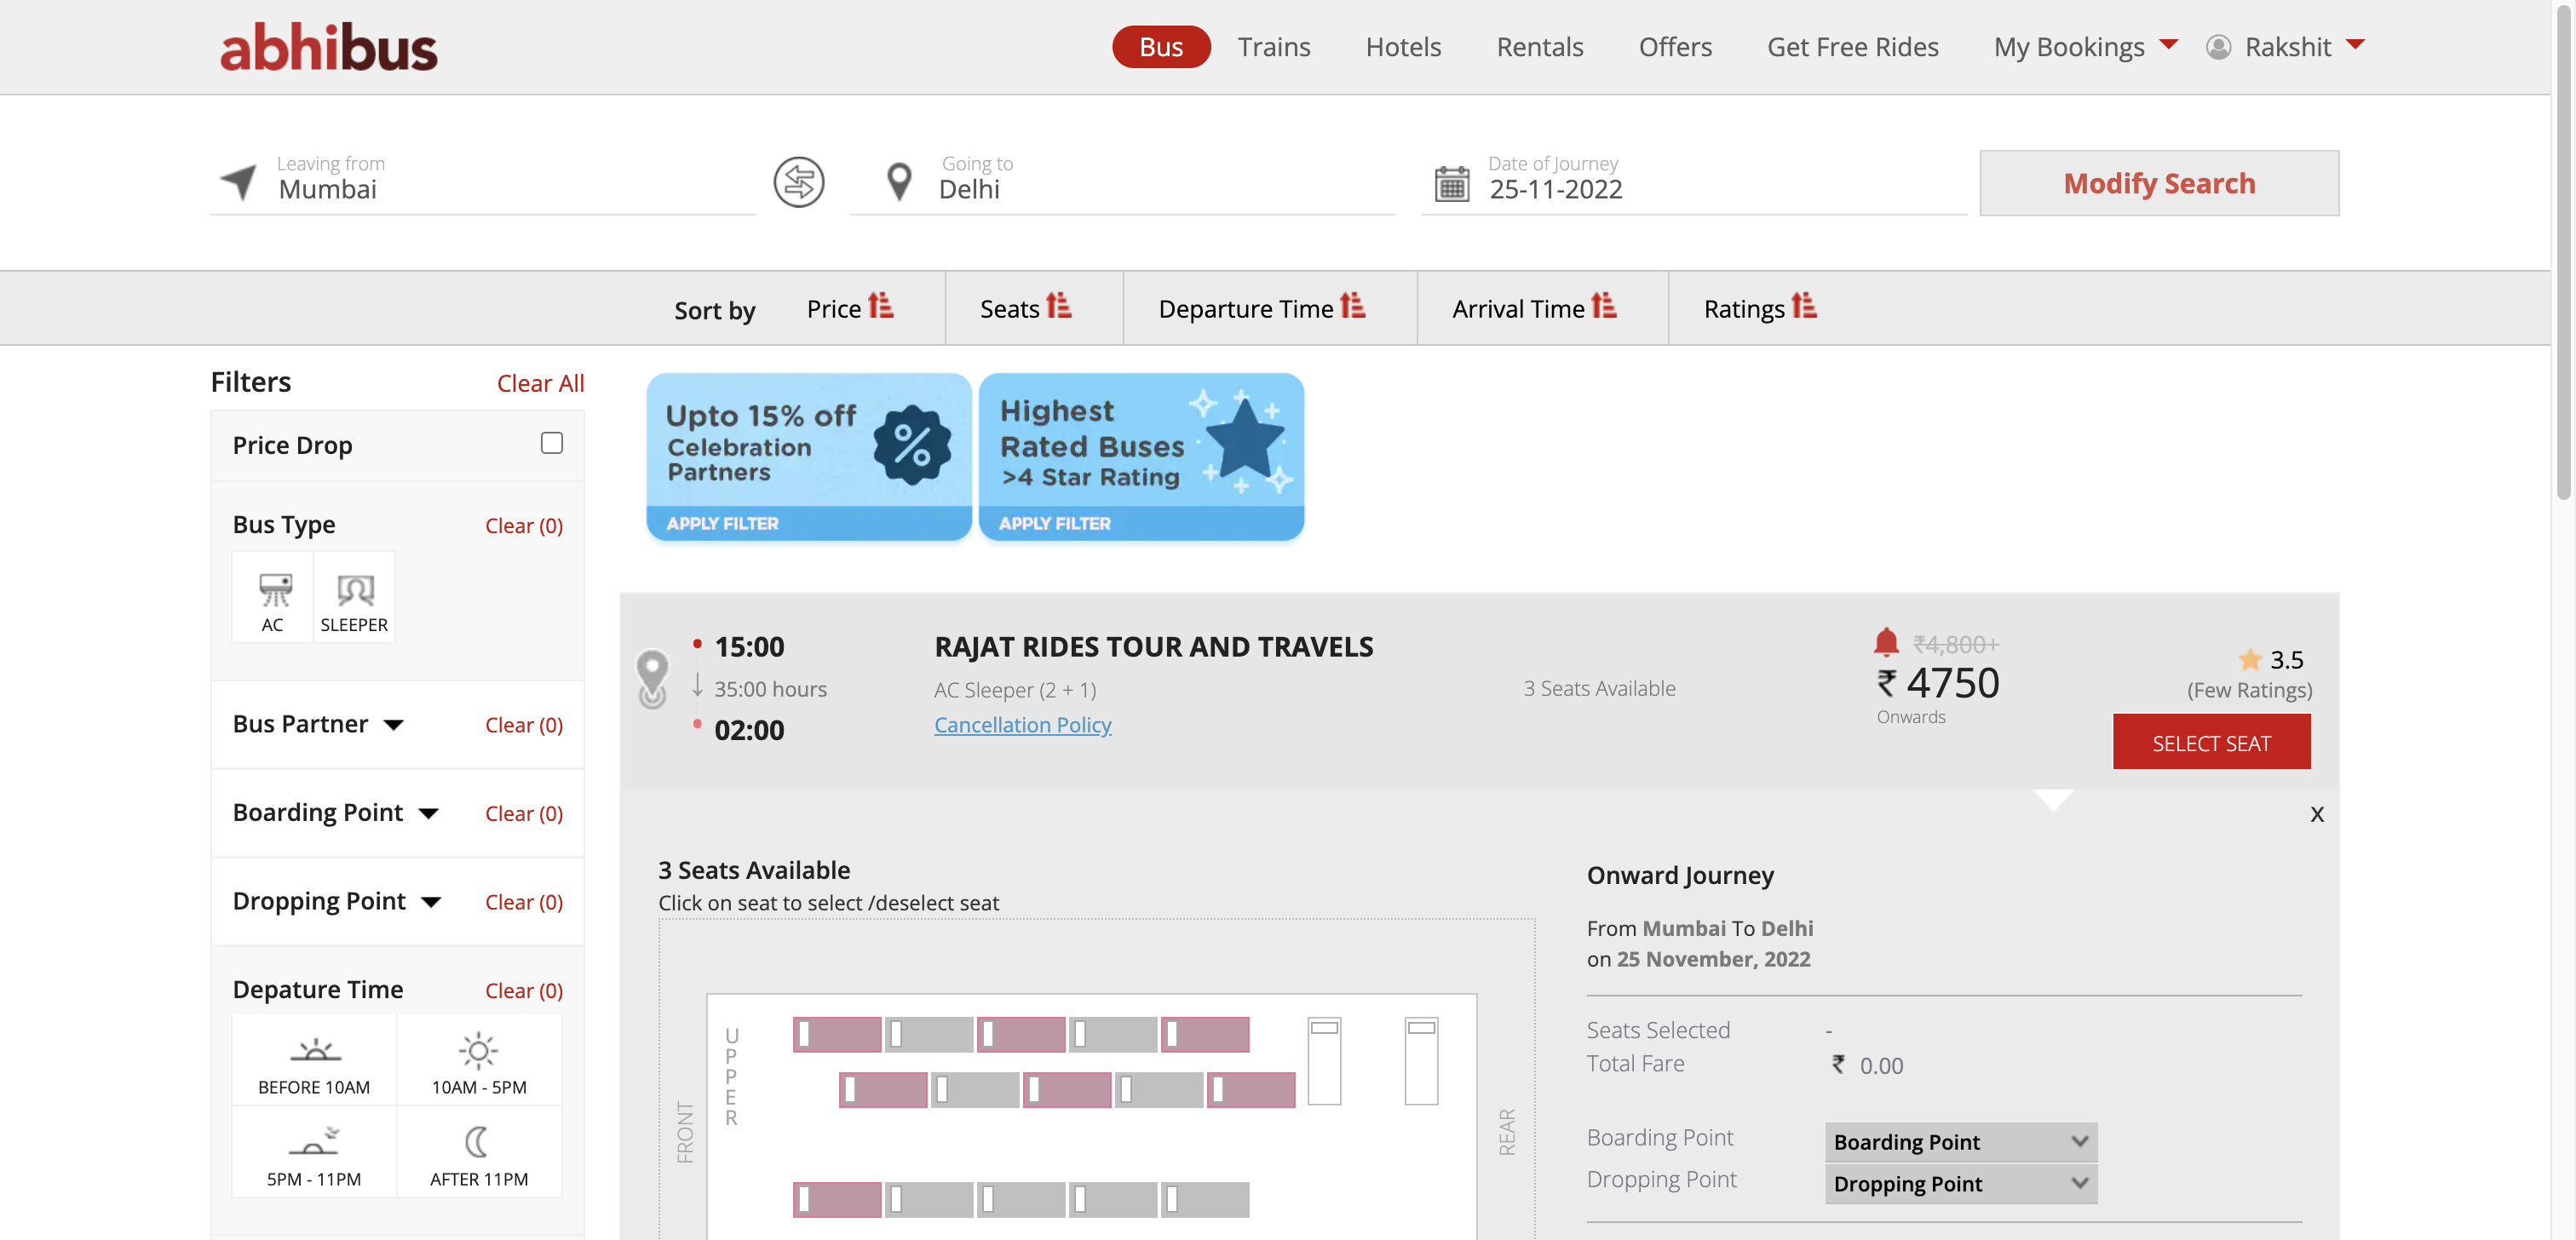 abhibus
Bus Trains Hotels Rentals Offers Get Free Rides My Bookings Rakshit
Leaving from
Mumbai
Going to
Delhi
Date of Journey
25-11-2022
Modify Search
Sort by Price Seats Departure Time Arrival Time Ratings
Filters Clear All
Price Drop
Bus Type Clear (0)
AC SLEEPER
Bus Partner Clear (0)
Boarding Point Clear (0)
Dropping Point Clear (0)
Depature Time Clear (0)
BEFORE 10AM 10AM - 5PM
5PM - 11PM AFTER 11PM
Upto 15% off
Celebration
Partners
APPLY FILTER
Highest
Rated Buses
>4 Star Rating
APPLY FILTER
15:00
35:00 hours
02:00
RAJAT RIDES TOUR AND TRAVELS
AC Sleeper (2 + 1)
Cancellation Policy
3 Seats Available
₹4,800+
₹ 4750
Onwards
3.5
(Few Ratings)
SELECT SEAT
X
3 Seats Available
Click on seat to select /deselect seat
FRONT
UPPER
REAR
Onward Journey
From Mumbai To Delhi
on 25 November, 2022
Seats Selected -
Total Fare ₹ 0.00
Boarding Point Boarding Point
Dropping Point Dropping Point